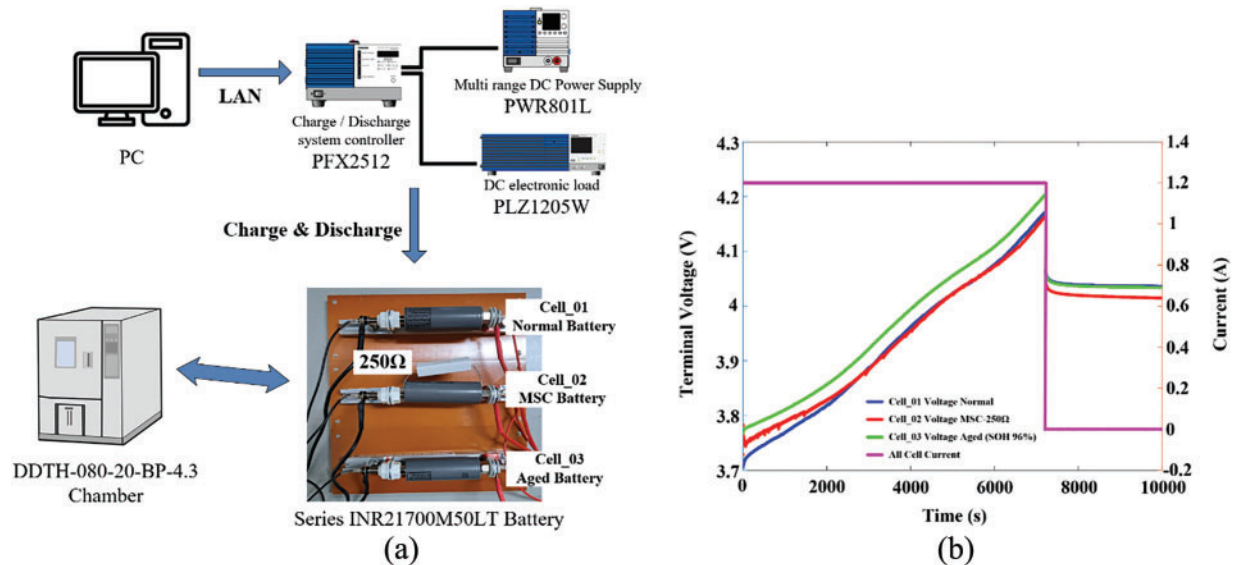 PC
LAN
Charge / Discharge
system controller
PFX2512
Multi range DC Power Supply
PWR801L
DC electronic load
PLZ1205W
Charge & Discharge
DDTH-080-20-BP-4.3
Chamber
250Ω
Cell_01
Normal Battery
Cell_02
MSC Battery
Cell_03
Aged Battery
Series INR21700M50LT Battery
(a)
Terminal Voltage (V)
4.3
4.2
4.1
4
3.9
3.8
3.7
Cell_01 Voltage Normal
Cell_02 Voltage MSC-250Ω
Cell_03 Voltage Aged (SOH 96%)
All Cell Current
1.4
1.2
1
0.8
0.6
0.4
0.2
0
-0.2
Current (A)
0
2000
4000
6000
8000
10000
Time (s)
(b)